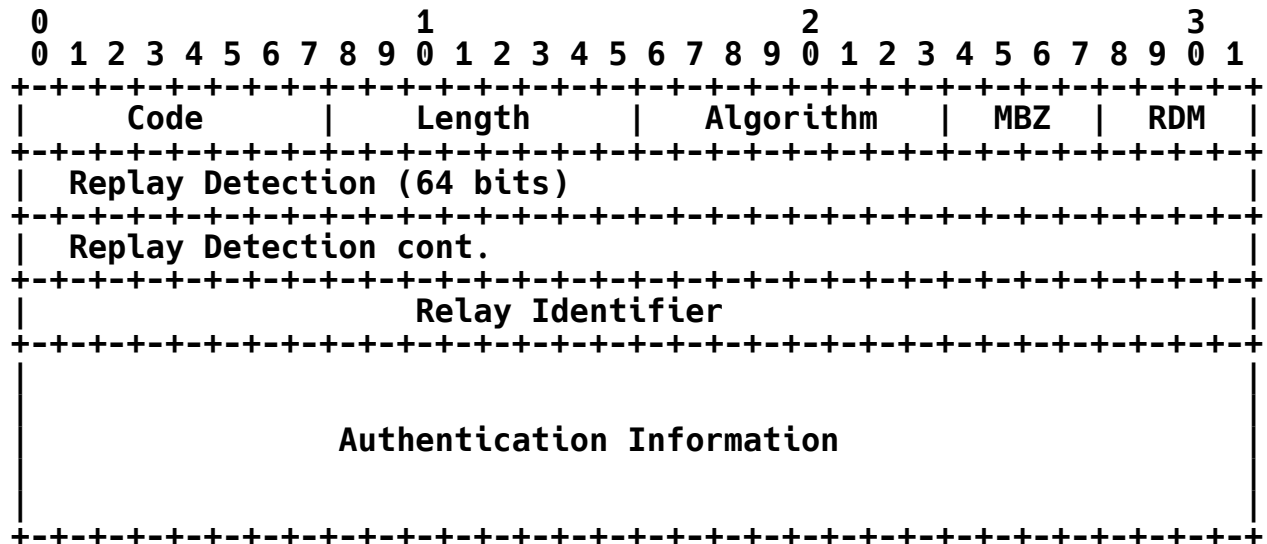 0                   1                   2                   3
 0 1 2 3 4 5 6 7 8 9 0 1 2 3 4 5 6 7 8 9 0 1 2 3 4 5 6 7 8 9 0 1
+-+-+-+-+-+-+-+-+-+-+-+-+-+-+-+-+-+-+-+-+-+-+-+-+-+-+-+-+-+-+-+-+
|     Code      |    Length     |   Algorithm   |  MBZ  |  RDM  |
+-+-+-+-+-+-+-+-+-+-+-+-+-+-+-+-+-+-+-+-+-+-+-+-+-+-+-+-+-+-+-+-+
|  Replay Detection (64 bits)                                   |
+-+-+-+-+-+-+-+-+-+-+-+-+-+-+-+-+-+-+-+-+-+-+-+-+-+-+-+-+-+-+-+-+
|  Replay Detection cont.                                       |
+-+-+-+-+-+-+-+-+-+-+-+-+-+-+-+-+-+-+-+-+-+-+-+-+-+-+-+-+-+-+-+-+
|                    Relay Identifier                           |
+-+-+-+-+-+-+-+-+-+-+-+-+-+-+-+-+-+-+-+-+-+-+-+-+-+-+-+-+-+-+-+-+
|                                                               |
|                                                               |
|                Authentication Information                     |
|                                                               |
|                                                               |
+-+-+-+-+-+-+-+-+-+-+-+-+-+-+-+-+-+-+-+-+-+-+-+-+-+-+-+-+-+-+-+-+